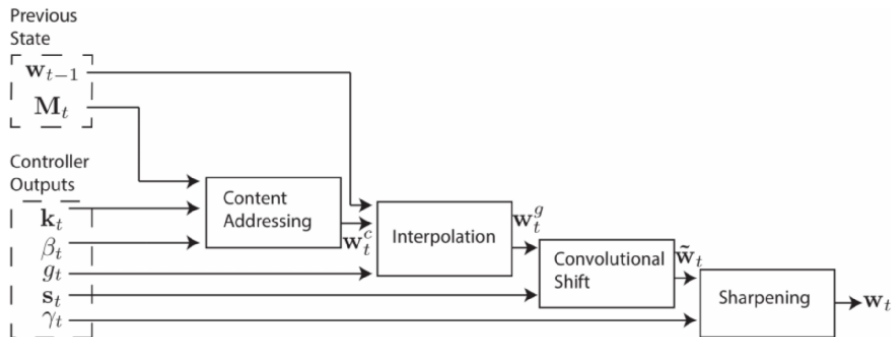 Previous
State
w_{t−1}
M_t
Controller
Outputs
k_t
β_t
g_t
s_t
γ_t
Content
Addressing
w_t^c
Interpolation
w_t^g
Convolutional
Shift
w̃_t
Sharpening
w_t